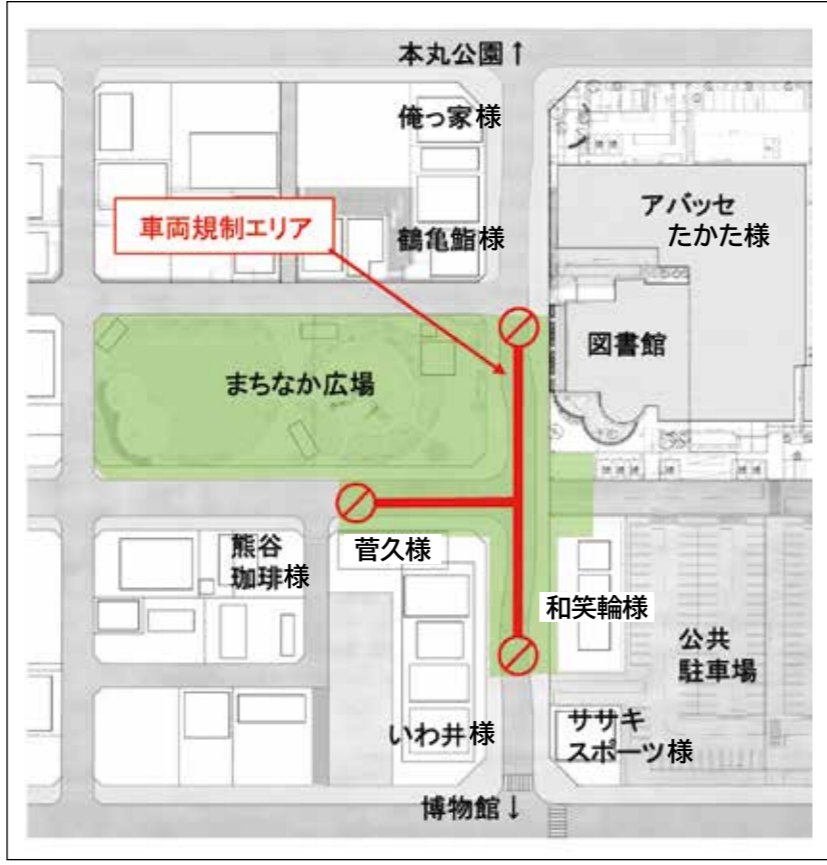 本丸公園↑
俺っ家様
アバッセ
たかた様
車両規制エリア
鶴亀鮨様
図書館
まちなか広場
菅久様
熊谷
珈琲様
和笑輪様
公共
駐車場
いわ井様
ササキ
スポーツ様
博物館↓